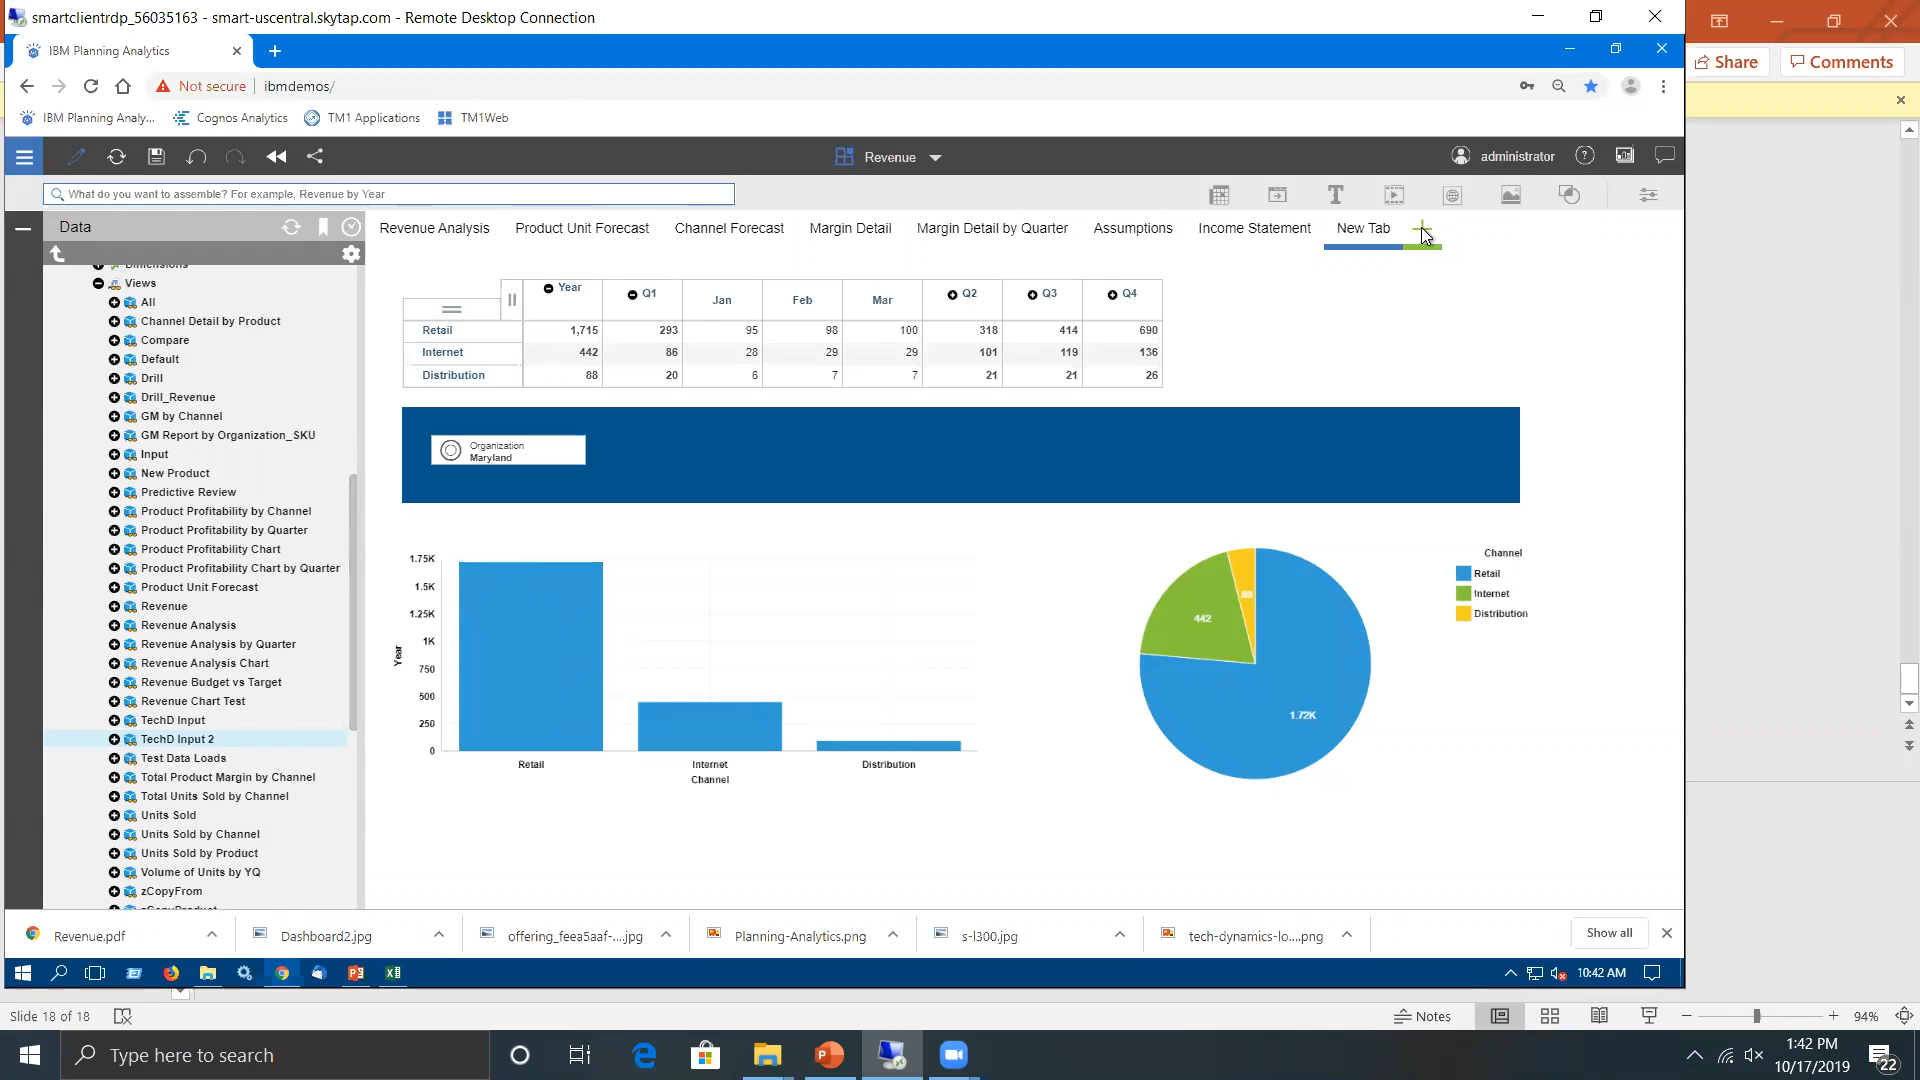 smartclientrdp_56035163 - smart-uscentral.skytap.com - Remote Desktop Connection
IBM Planning Analytics
Share
Comments
Not secure
ibmdemos/
IBM Planning Analy...
Cognos Analytics
TM1 Applications
TM1Web
Revenue
administrator
What do you want to assemble? For example, Revenue by Year
Data
Revenue Analysis
Product Unit Forecast
Channel Forecast
Margin Detail
Margin Detail by Quarter
Assumptions
Income Statement
New Tab
Dimensions
Views
All
Channel Detail by Product
Compare
Default
Drill
Drill_Revenue
GM by Channel
GM Report by Organization_SKU
Input
New Product
Predictive Review
Product Profitability by Channel
Product Profitability by Quarter
Product Profitability Chart
Product Profitability Chart by Quarter
Product Unit Forecast
Revenue
Revenue Analysis
Revenue Analysis by Quarter
Revenue Analysis Chart
Revenue Budget vs Target
Revenue Chart Test
TechD Input
TechD Input 2
Test Data Loads
Total Product Margin by Channel
Total Units Sold by Channel
Units Sold
Units Sold by Channel
Units Sold by Product
Volume of Units by YQ
zCopyFrom
Year Q1 Jan Feb Mar Q2 Q3 Q4
Retail 1,715 293 95 98 100 318 414 690
Internet 442 86 28 29 29 101 119 136
Distribution 88 20 6 7 7 21 21 26
Organization
Maryland
1.75K
1.5K
1.25K
1K
750
500
250
0
Year
Retail
Internet
Distribution
Channel
88
442
1.72K
Channel
Retail
Internet
Distribution
Revenue.pdf
Dashboard2.jpg
offering_feea5aaf-....jpg
Planning-Analytics.png
s-l300.jpg
tech-dynamics-lo....png
Show all
10:42 AM
Slide 18 of 18
Notes
94%
Type here to search
1:42 PM
10/17/2019
22